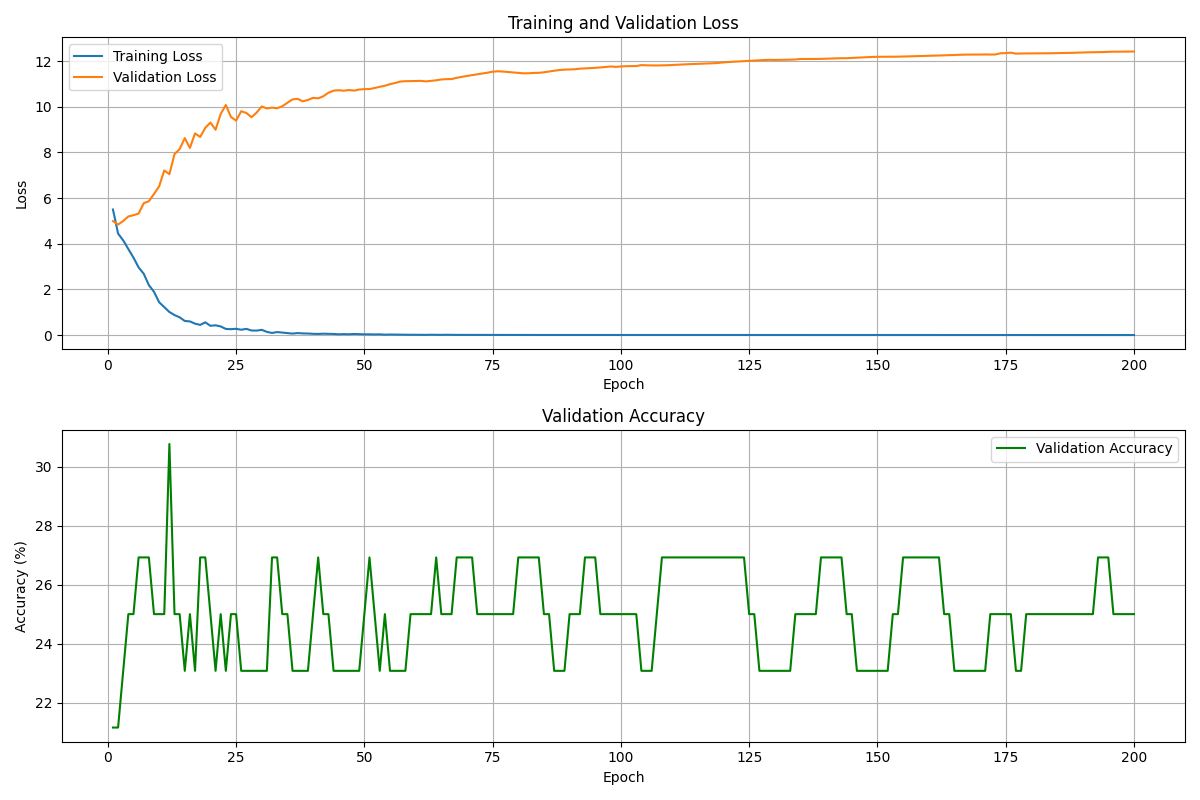 Training and Validation Loss
Training Loss
Validation Loss
12
10
8
6
4
2
0
Loss
0 25 50 75 100 125 150 175 200
Epoch
Validation Accuracy
Validation Accuracy
30
28
26
24
22
Accuracy (%)
0 25 50 75 100 125 150 175 200
Epoch